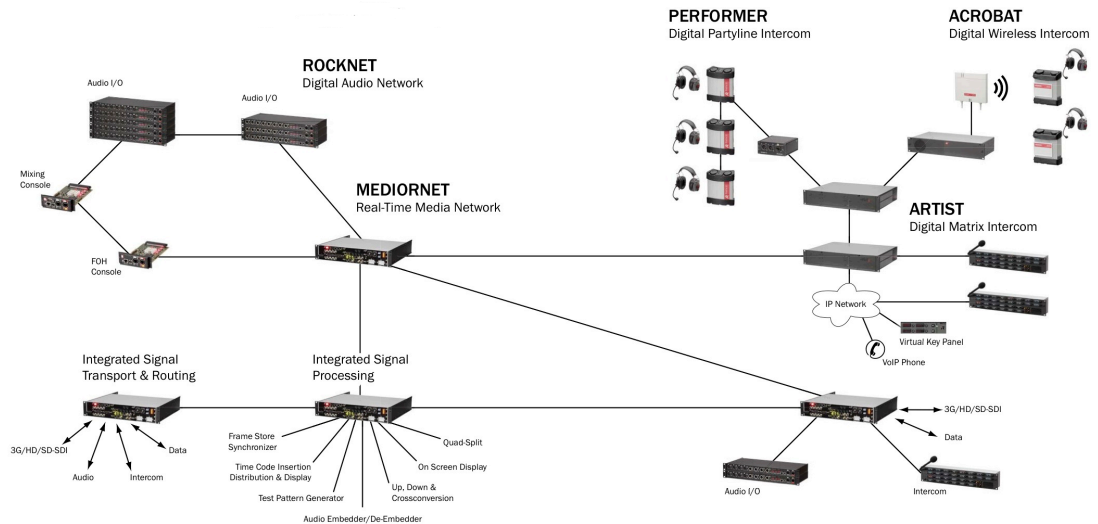 PERFORMER
Digital Partyline Intercom
ACROBAT
Digital Wireless Intercom
ROCKNET
Digital Audio Network
Audio I/O
Audio I/O
Mixing
Console
MEDIORNET
Real-Time Media Network
ARTIST
Digital Matrix Intercom
FOH
Console
IP Network
Virtual Key Panel
VoIP Phone
Integrated Signal
Transport & Routing
Integrated Signal
Processing
3G/HD/SD-SDI
Audio
Intercom
Data
Frame Store
Synchronizer
Time Code Insertion
Distribution & Display
Test Pattern Generator
Audio Embedder/De-Embedder
Up, Down &
Crossconversion
On Screen Display
Quad-Split
3G/HD/SD-SDI
Data
Audio I/O
Intercom